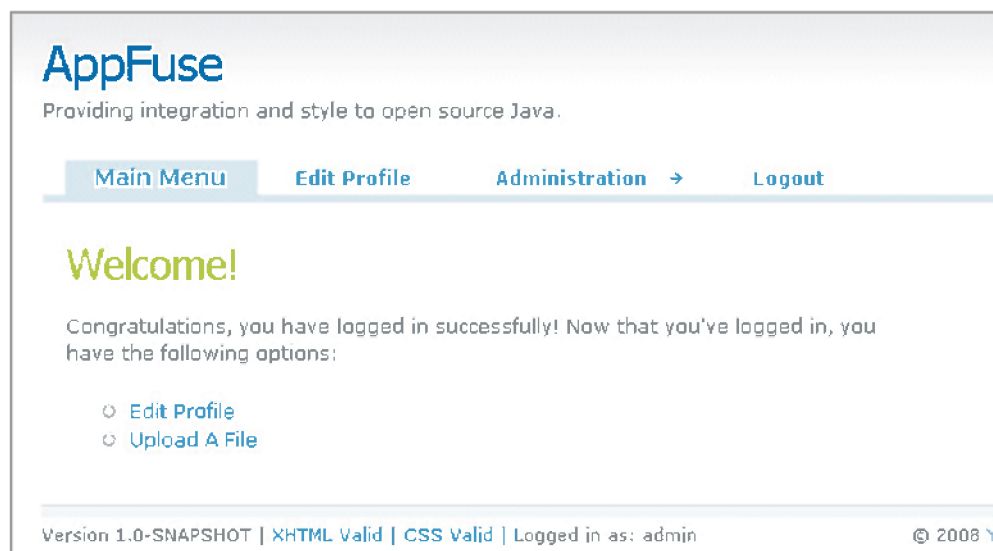 AppFuse
Providing integration and style to open source Java.
Main Menu Edit Profile Administration → Logout
Welcome!
Congratulations, you have logged in successfully! Now that you've logged in, you
have the following options:
Edit Profile
Upload A File
Version 1.0-SNAPSHOT | XHTML Valid | CSS Valid | Logged in as: admin © 2008